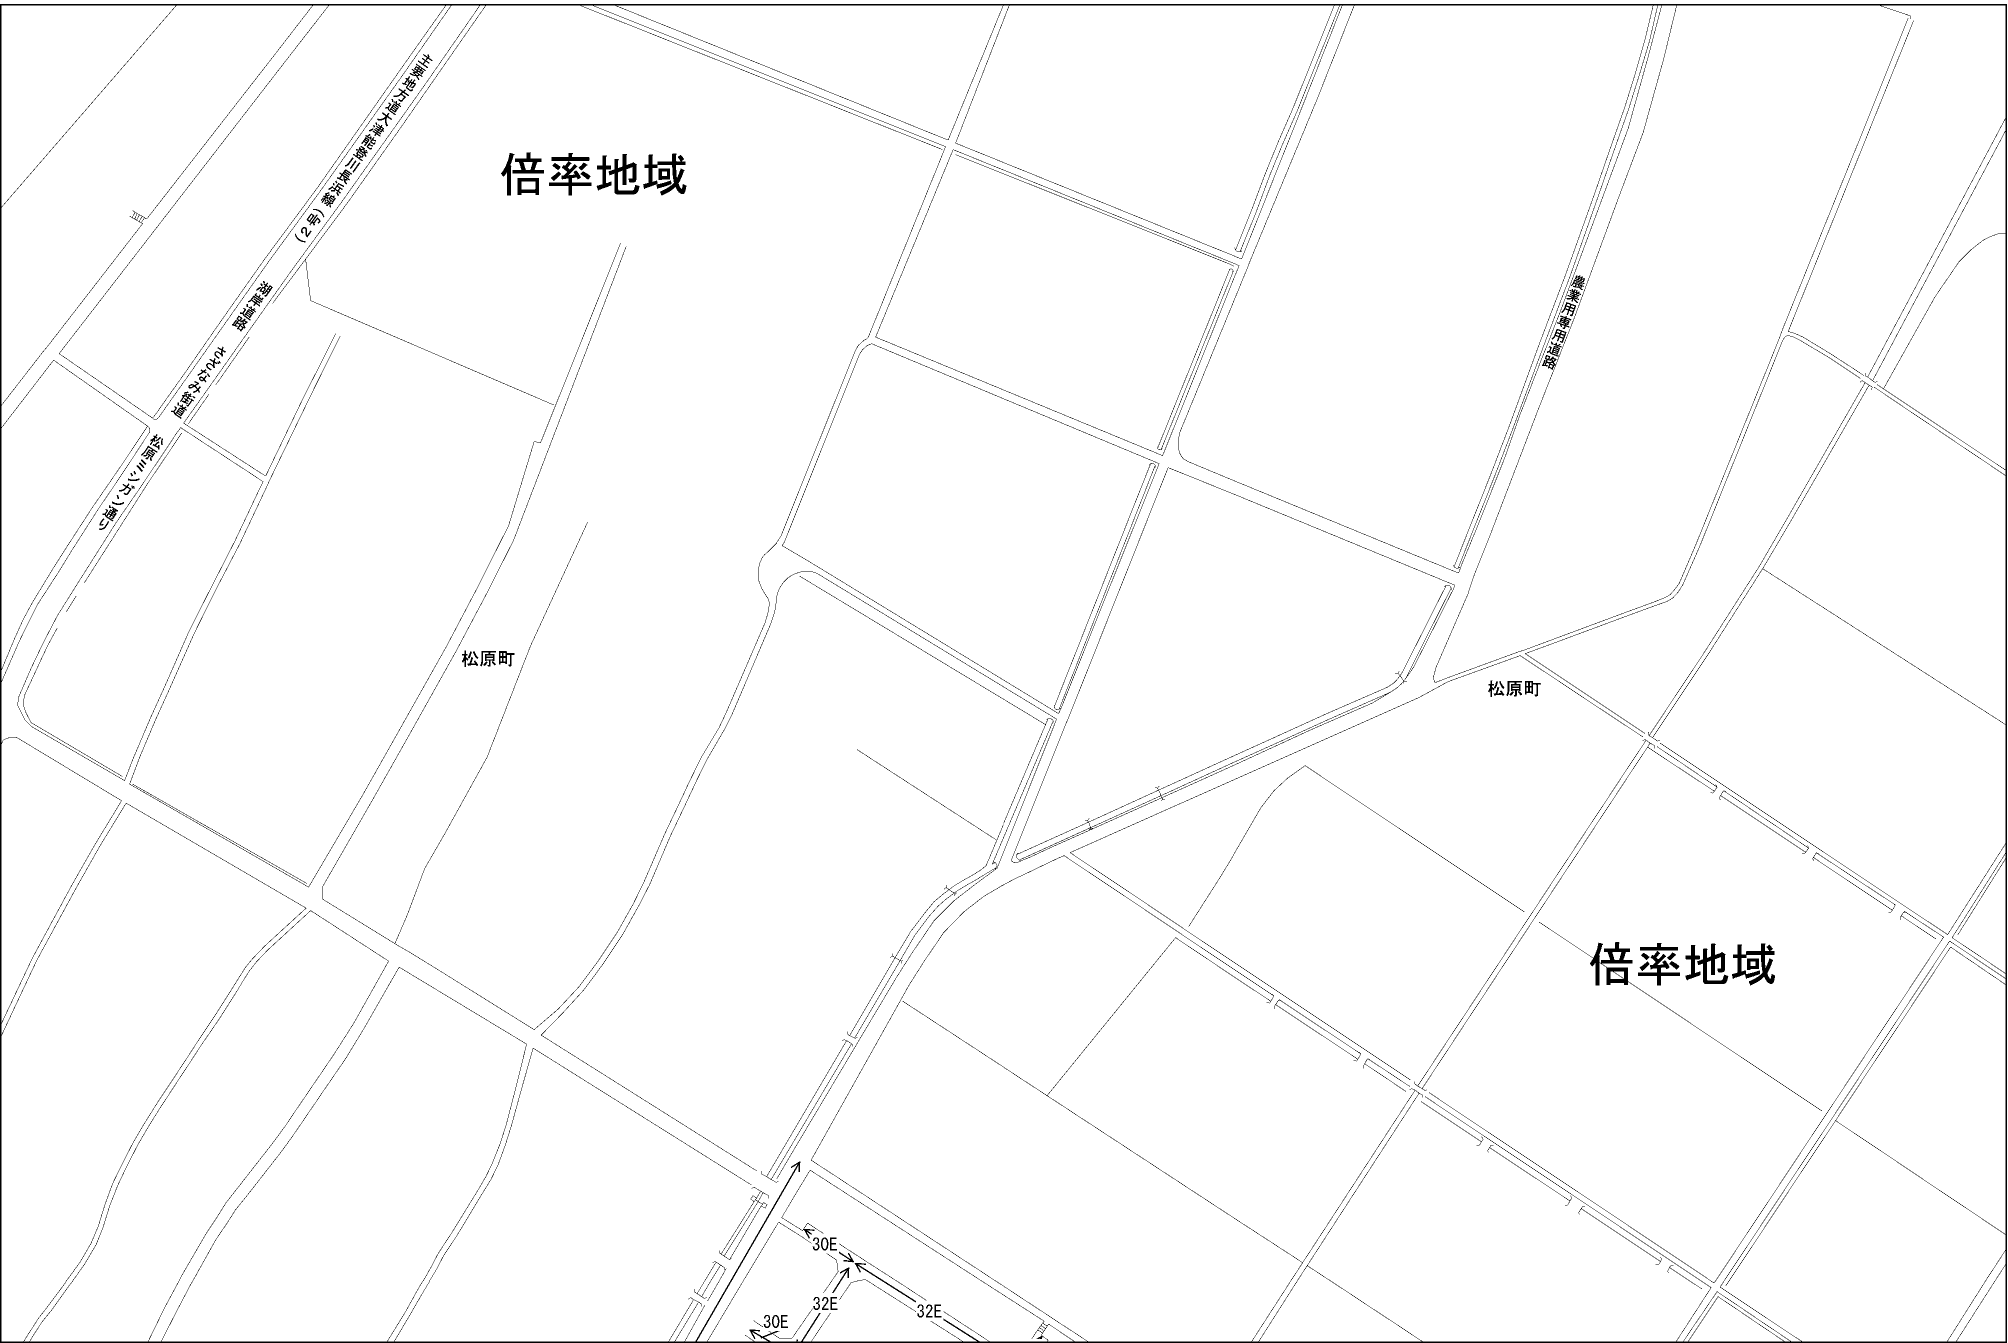 主要地方道大津能登川長浜線(2号)
倍率地域
湖岸道路
農業用専用道路
さざなみ街道
松原ミシガン通り
松原町
松原町
倍率地域
30E
32E
32E
30E